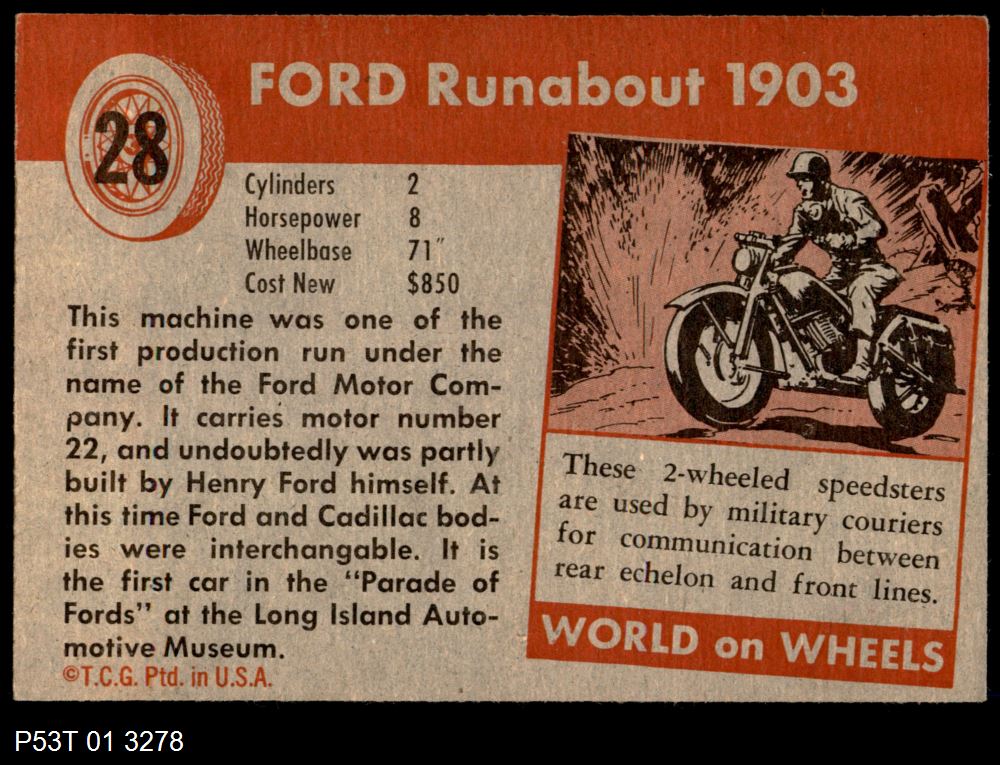 28
FORD Runabout 1903
Cylinders 2
Horsepower 8
Wheelbase 71"
Cost New $850
This machine was one of the
first production run under the
name of the Ford Motor Com-
pany. It carries motor number
22, and undoubtedly was partly
built by Henry Ford himself. At
this time Ford and Cadillac bod-
ies were interchangable. It is
the first car in the "Parade of
Fords" at the Long Island Auto-
motive Museum.
©T.C.G. Ptd. in U.S.A.
These 2-wheeled speedsters
are used by military couriers
for communication between
rear echelon and front lines.
WORLD on WHEELS
P53T 01 3278